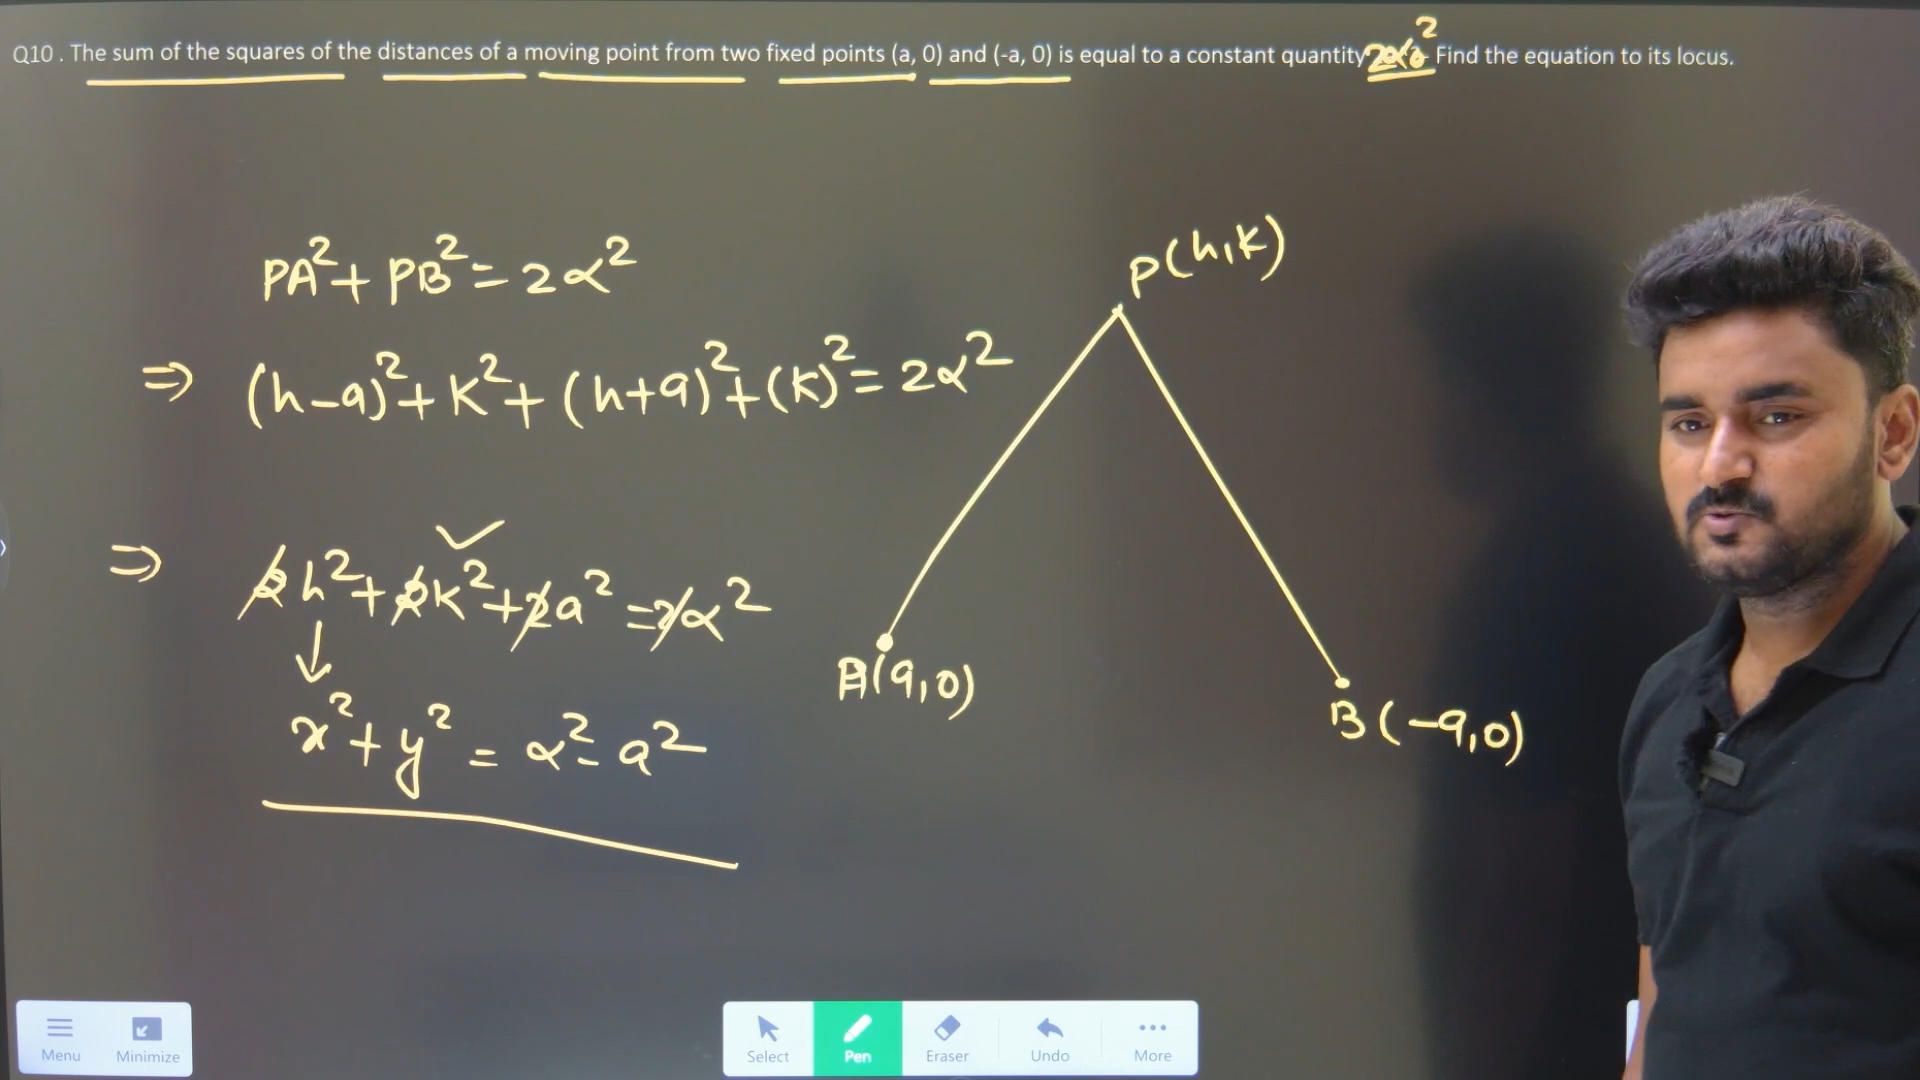 Q10 . The sum of the squares of the distances of a moving point from two fixed points (a, 0) and (-a, 0) is equal to a constant quantity 2α² Find the equation to its locus.
PA² + PB² = 2α²
⇒ (h-a)² + K² + (h+a)² + (k)² = 2α²
⇒ 2h² + 2k² + 2a² = 2α²
x² + y² = α² - a²
P(h,k)
A(a,0)
B(-a,0)
Menu
Minimize
Select
Pen
Eraser
Undo
More